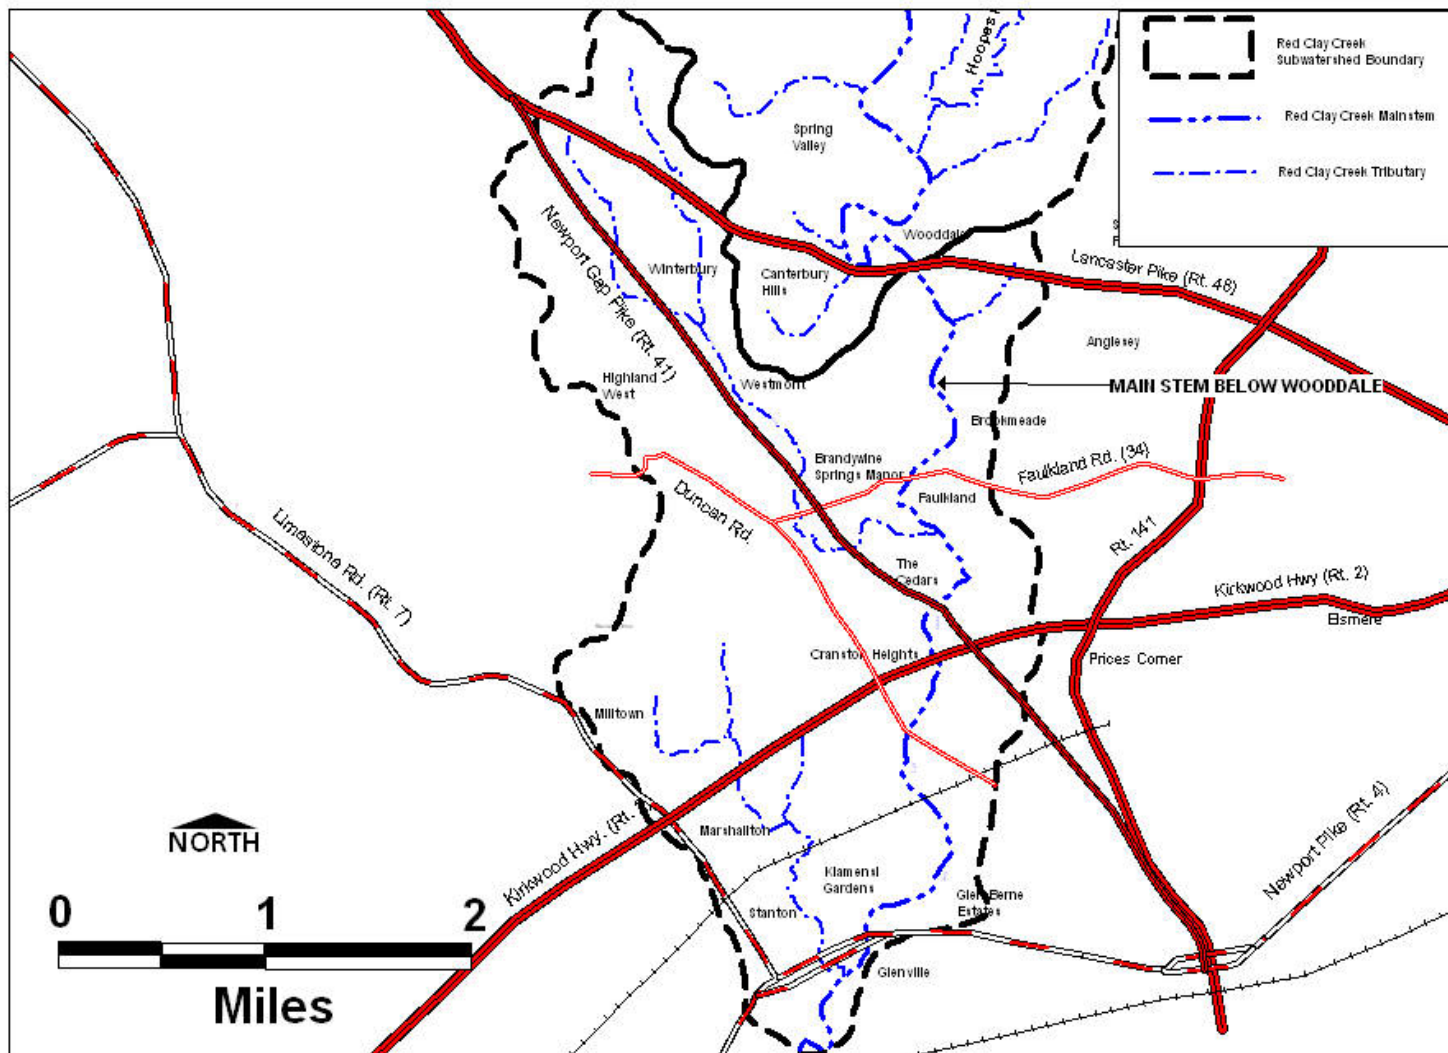 Hoopes
Red Clay Creek
Subwatershed Boundary
Red Clay Creek Mainstem
Red Clay Creek Tributary
Spring
Valley
Wooddale
Newport Gap Pike (Rt. 41)
Winterbury
Canterbury
Hills
Lancaster Pike (Rt. 48)
Anglesey
Highland
West
Westmont
MAIN STEM BELOW WOODDALE
Brookmeade
Brandywine
Springs Manor
Faulkland Rd. (34)
Duncan Rd.
Faulkland
Limestone Rd. (Rt. 7)
Rt. 141
The
Cedars
Kirkwood Hwy (Rt. 2)
Elsmere
Cranston Heights
Prices Corner
Milltown
NORTH
Marshallton
Kirkwood Hwy. (Rt.
Klamensi
Gardens
Newport Pike (Rt. 4)
Stanton
Glen Berne
Estates
Glenville
0 1 2
Miles